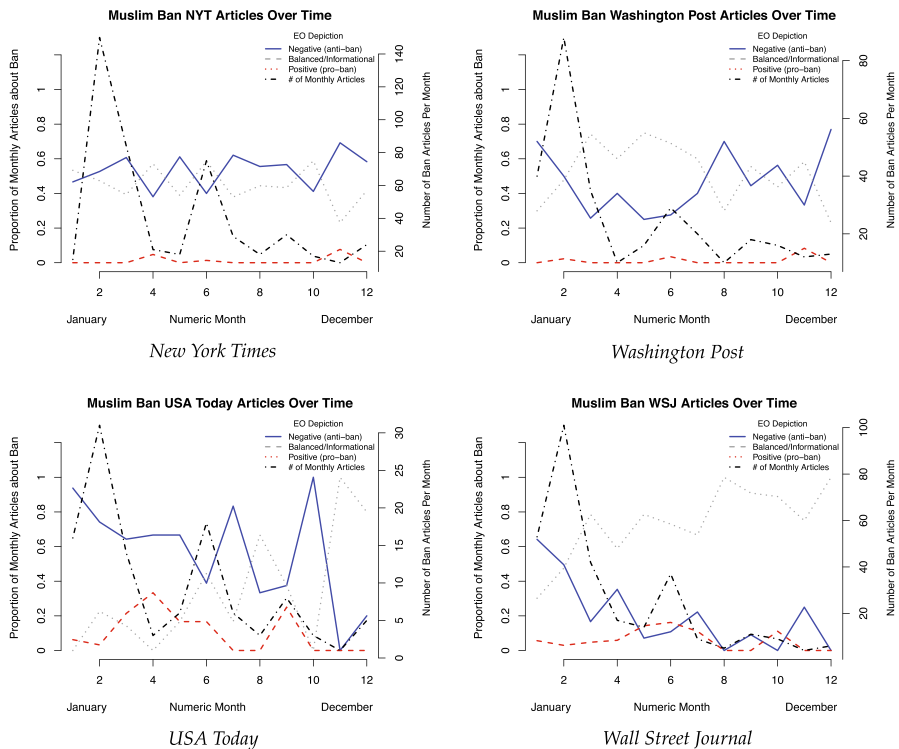 Muslim Ban NYT Articles Over Time
EO Depiction
Negative (anti−ban)
Balanced/Informational
Positive (pro−ban)
# of Monthly Articles
Proportion of Monthly Articles about Ban
0 0.2 0.4 0.6 0.8 1
Number of Ban Articles Per Month
20 40 60 80 100 120 140
2 4 6 8 10 12
January Numeric Month December
New York Times
Muslim Ban Washington Post Articles Over Time
EO Depiction
Negative (anti−ban)
Balanced/Informational
Positive (pro−ban)
# of Monthly Articles
Proportion of Monthly Articles about Ban
0 0.2 0.4 0.6 0.8 1
Number of Ban Articles Per Month
20 40 60 80
2 4 6 8 10 12
January Numeric Month December
Washington Post
Muslim Ban USA Today Articles Over Time
EO Depiction
Negative (anti−ban)
Balanced/Informational
Positive (pro−ban)
# of Monthly Articles
Proportion of Monthly Articles about Ban
0 0.2 0.4 0.6 0.8 1
Number of Ban Articles Per Month
0 5 10 15 20 25 30
2 4 6 8 10 12
January Numeric Month December
USA Today
Muslim Ban WSJ Articles Over Time
EO Depiction
Negative (anti−ban)
Balanced/Informational
Positive (pro−ban)
# of Monthly Articles
Proportion of Monthly Articles about Ban
0 0.2 0.4 0.6 0.8 1
Number of Ban Articles Per Month
20 40 60 80 100
2 4 6 8 10 12
January Numeric Month December
Wall Street Journal